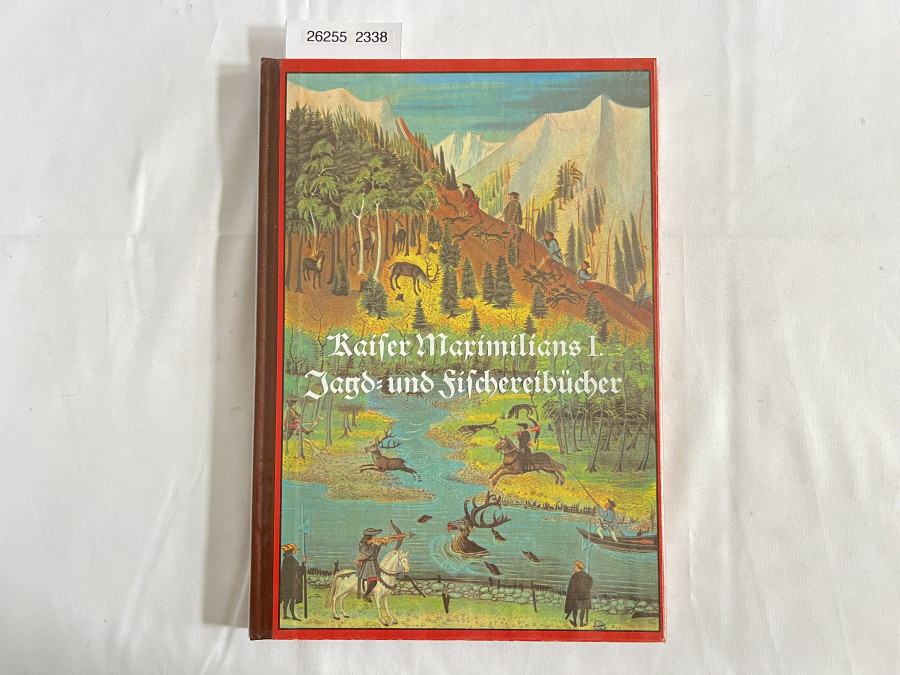 26255 2338
Kaiser Maximilians I.
Jagd- und Fischereibücher